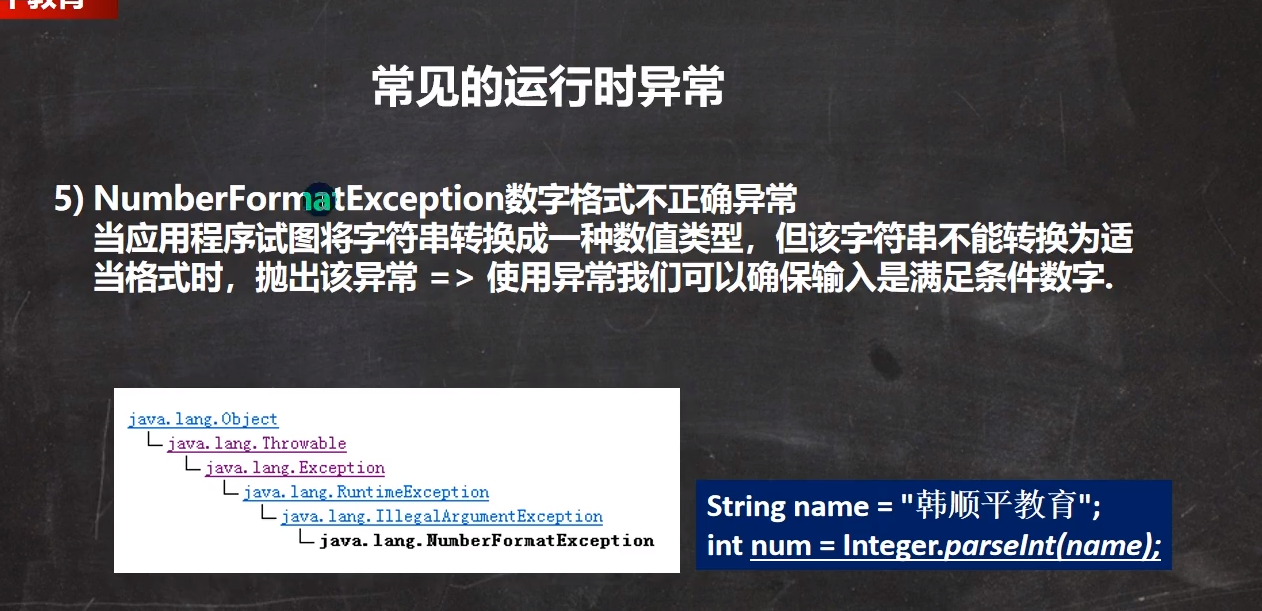 教育
常见的运行时异常
5) NumberFormatException数字格式不正确异常
当应用程序试图将字符串转换成一种数值类型，但该字符串不能转换为适
当格式时，抛出该异常 => 使用异常我们可以确保输入是满足条件数字.
java.lang.Object
java.lang.Throwable
java.lang.Exception
java.lang.RuntimeException
java.lang.IllegalArgumentException
java.lang.NumberFormatException
String name = "韩顺平教育";
int num = Integer.parseInt(name);